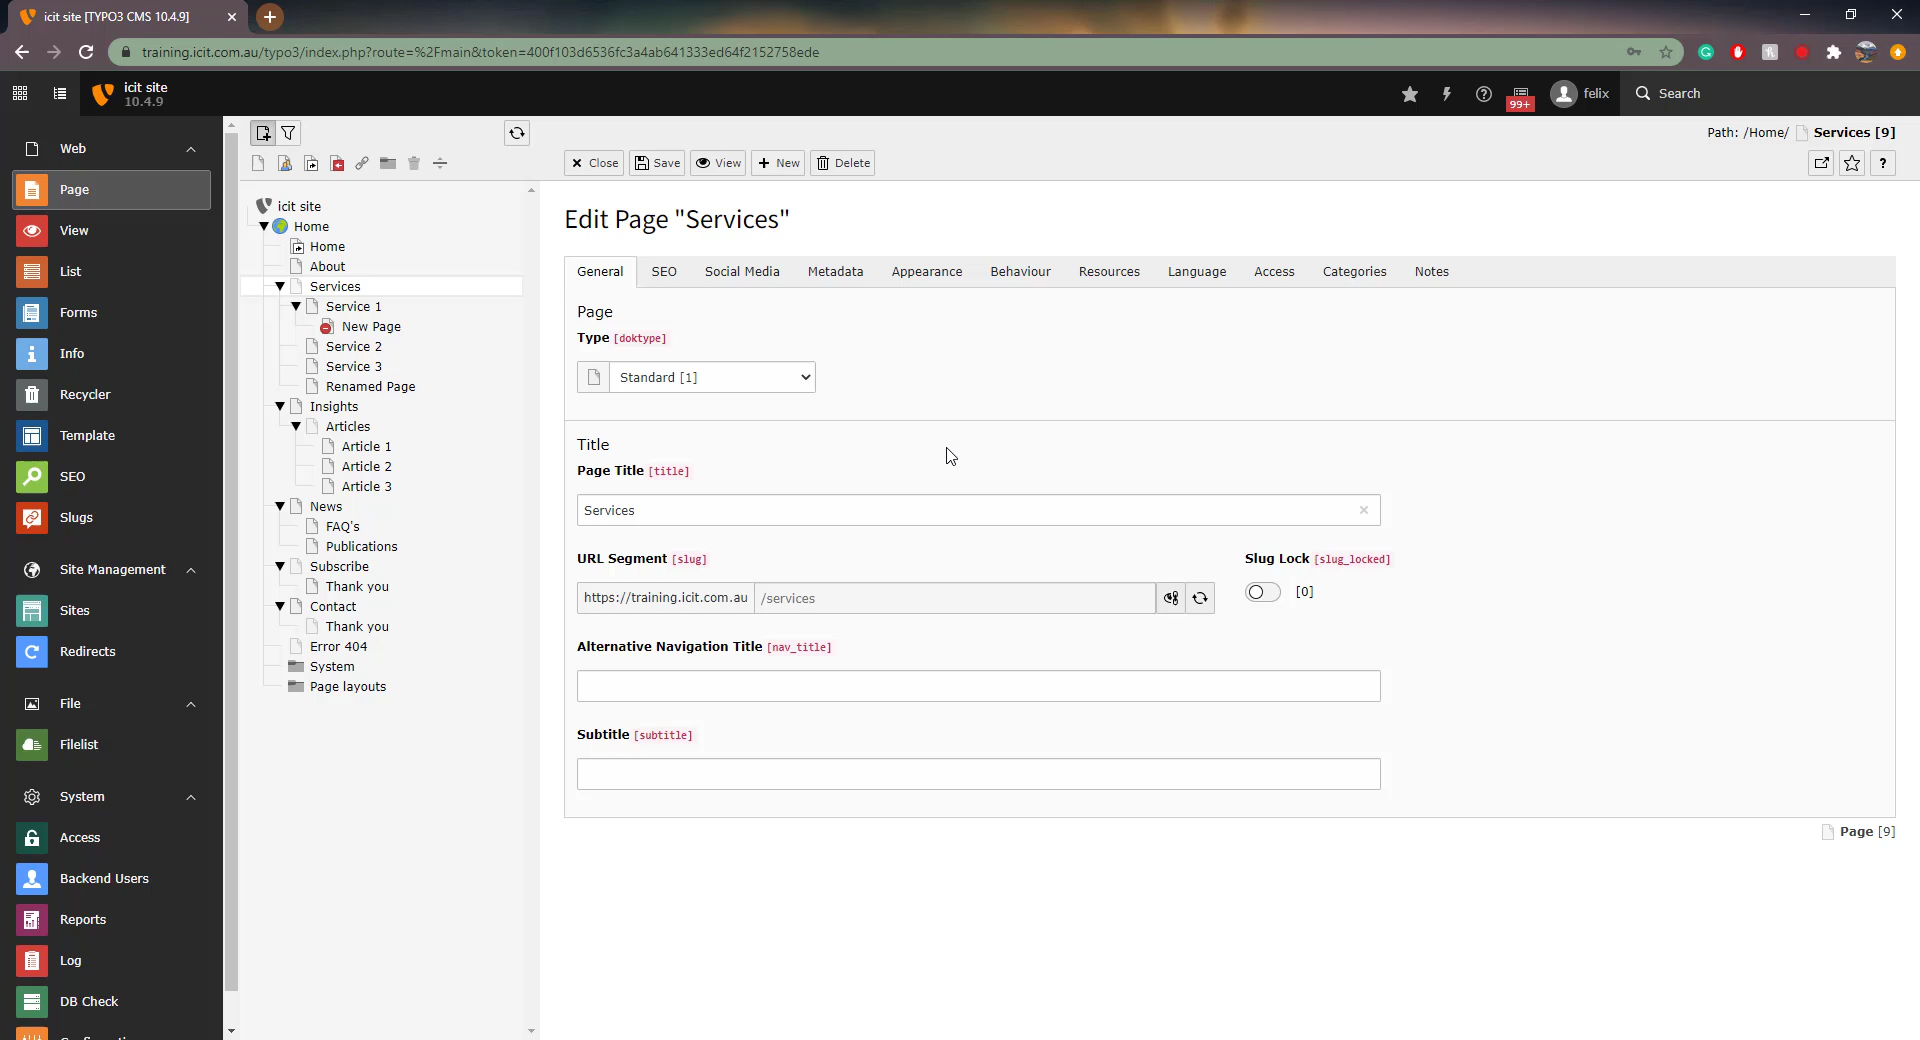 icit site [TYPO3 CMS 10.4.9]
training.icit.com.au/typo3/index.php?route=%2Fmain&token=400f103d6536fc3a4ab641333ed64f2152758ede
icit site
10.4.9
99+
felix
Search
Web
Page
View
List
Forms
Info
Recycler
Template
SEO
Slugs
Site Management
Sites
Redirects
File
Filelist
System
Access
Backend Users
Reports
Log
DB Check
icit site
Home
Home
About
Services
Service 1
New Page
Service 2
Service 3
Renamed Page
Insights
Articles
Article 1
Article 2
Article 3
News
FAQ's
Publications
Subscribe
Thank you
Contact
Thank you
Error 404
System
Page layouts
Path: /Home/ Services [9]
Close Save View New Delete
?
Edit Page "Services"
General SEO Social Media Metadata Appearance Behaviour Resources Language Access Categories Notes
Page
Type [doktype]
Standard [1]
Title
Page Title [title]
Services
URL Segment [slug] Slug Lock [slug_locked]
https://training.icit.com.au /services [0]
Alternative Navigation Title [nav_title]
Subtitle [subtitle]
Page [9]